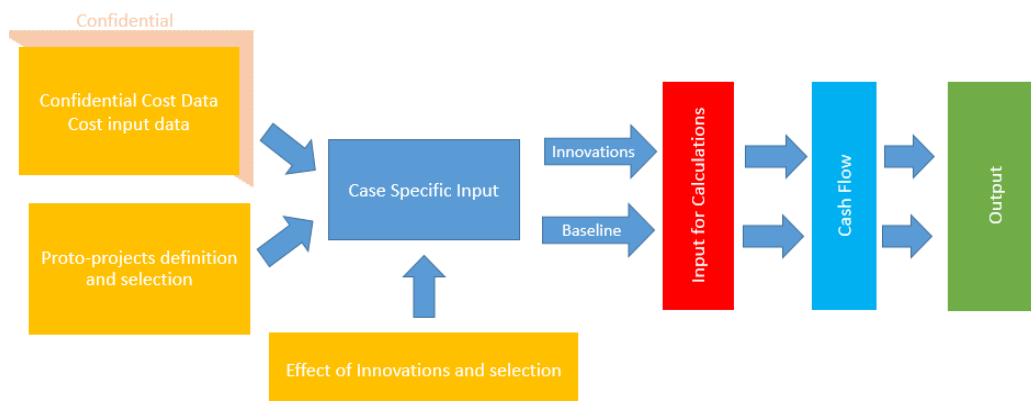 Confidential
Confidential Cost Data
Cost input data
Proto-projects definition
and selection
Case Specific Input
Effect of Innovations and selection
Innovations
Baseline
Input for Calculations
Cash Flow
Output